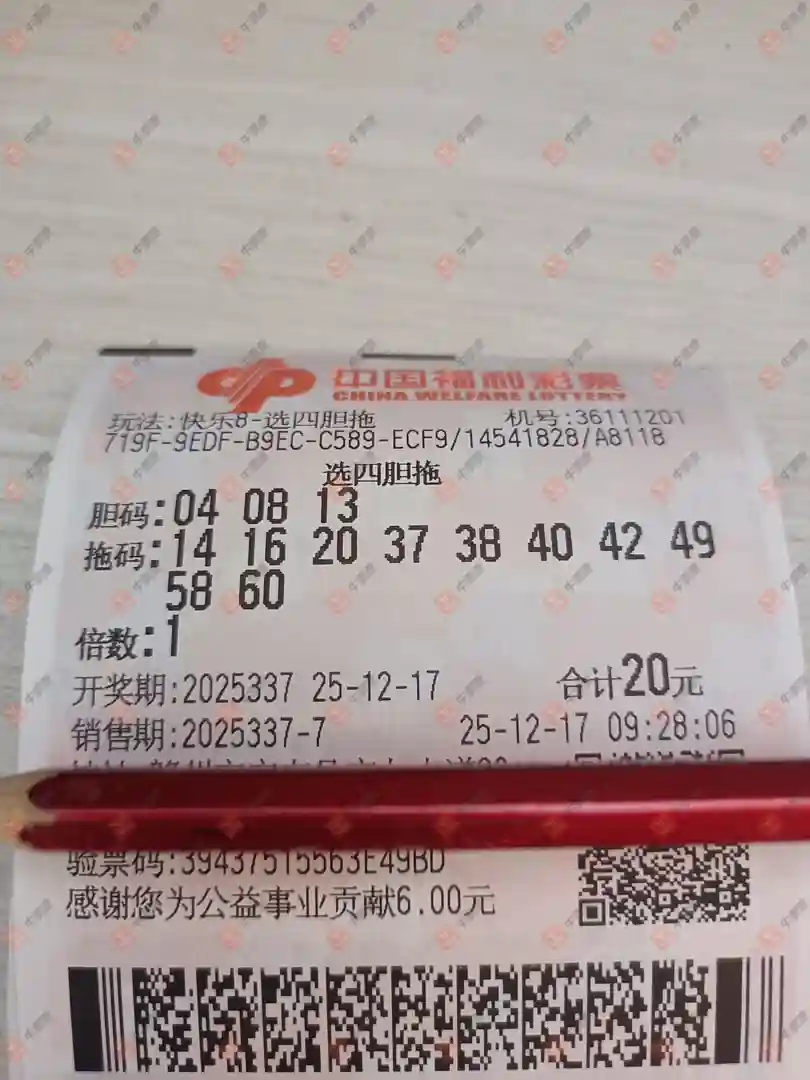 中国福利彩票
CHINA WELFARE LOTTERY
玩法:快乐8-选四胆拖 机号:36111201
719F-9EDF-B9EC-C589-ECF9/14541828/A8118
选四胆拖
胆码:04 08 13
拖码:14 16 20 37 38 40 42 49
58 60
倍数:1
开奖期:2025337 25-12-17 合计20元
销售期:2025337-7 25-12-17 09:28:06
验票码:39437515563E49BD
感谢您为公益事业贡献6.00元